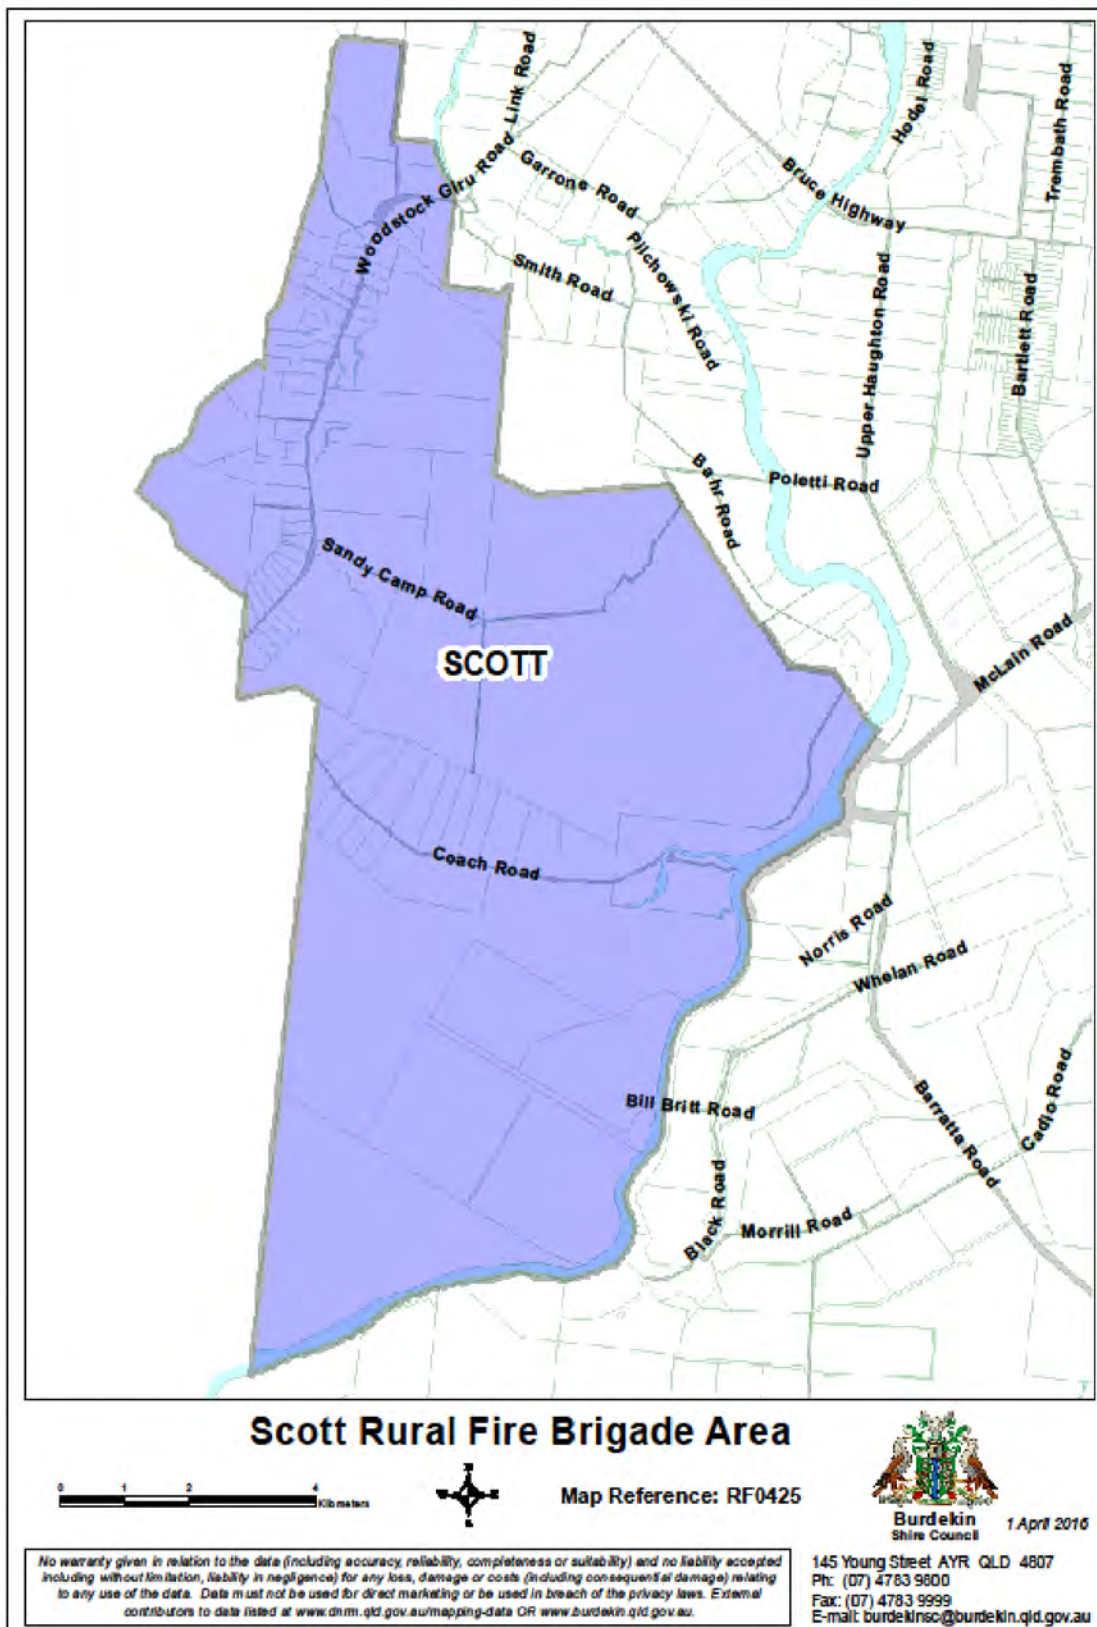 Link Road
Hodel Road
Trembath Road
Garrone Road
Bruce Highway
Woodstock Giru Road
Pilchowski Road
Smith Road
Upper Haughton Road
Bartlett Road
Bahr Road
Poletti Road
Sandy Camp Road
SCOTT
McLain Road
Coach Road
Norris Road
Whelan Road
Bill Britt Road
Barratta Road
Cadio Road
Black Road
Morrill Road
Scott Rural Fire Brigade Area
0 1 2 4
Kilometers
Map Reference: RF0425
Burdekin
Shire Council
1 April 2016
No warranty given in relation to the data (including accuracy, reliability, completeness or suitability) and no liability accepted
including without limitation, liability in negligence) for any loss, damage or costs (including consequential damage) relating
to any use of the data. Data must not be used for direct marketing or be used in breach of the privacy laws. External
contributors to data listed at www.dnrm.qld.gov.au/mapping-data OR www.burdekin.qld.gov.au.
145 Young Street AYR QLD 4807
Ph: (07) 4783 9800
Fax: (07) 4783 9999
E-mail: burdekinsc@burdekin.qld.gov.au